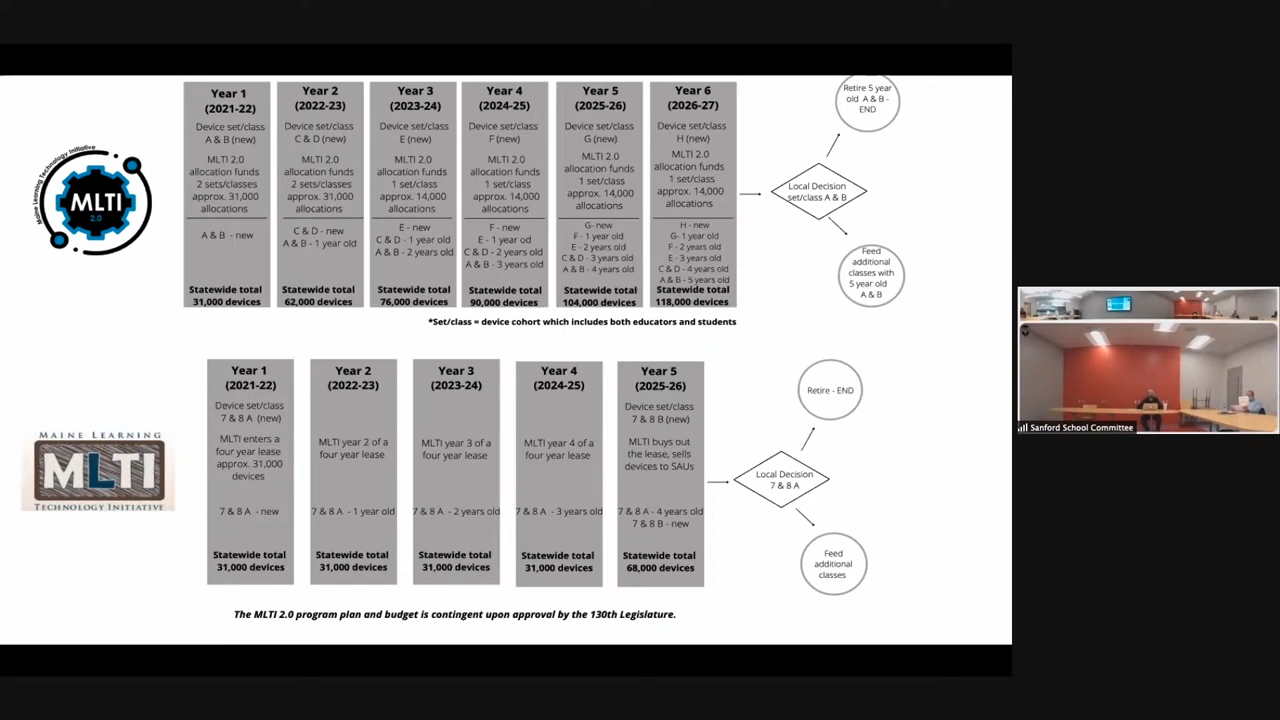 Maine Learning Technology Initiative
MLTI
2.0
Year 1
(2021-22)
Device set/class
A & B (new)
MLTI 2.0
allocation funds
2 sets/classes
approx. 31,000
allocations
A & B - new
Statewide total
31,000 devices
Year 2
(2022-23)
Device set/class
C & D (new)
MLTI 2.0
allocation funds
2 sets/classes
approx. 31,000
allocations
C & D - new
A & B - 1 year old
Statewide total
62,000 devices
Year 3
(2023-24)
Device set/class
E (new)
MLTI 2.0
allocation funds
1 set/class
approx. 14,000
allocations
E - new
C & D - 1 year old
A & B - 2 years old
Statewide total
76,000 devices
Year 4
(2024-25)
Device set/class
F (new)
MLTI 2.0
allocation funds
1 set/class
approx. 14,000
allocations
F - new
E - 1 year od
C & D - 2 years old
A & B - 3 years old
Statewide total
90,000 devices
Year 5
(2025-26)
Device set/class
G (new)
MLTI 2.0
allocation funds
1 set/class
approx. 14,000
allocations
G- new
F - 1 year old
E - 2 years old
C & D - 3 years old
A & B - 4 years old
Statewide total
104,000 devices
Year 6
(2026-27)
Device set/class
H (new)
MLTI 2.0
allocation funds
1 set/class
approx. 14,000
allocations
H - new
G- 1 year old
F - 2 years old
E - 3 years old
C & D - 4 years old
A & B - 5 years old
Statewide total
118,000 devices
Local Decision
set/class A & B
Retire 5 year
old A & B -
END
Feed
additional
classes with
5 year old
A & B
*Set/class = device cohort which includes both educators and students
MAINE LEARNING
MLTI
TECHNOLOGY INITIATIVE
Year 1
(2021-22)
Device set/class
7 & 8 A (new)
MLTI enters a
four year lease
approx. 31,000
devices
7 & 8 A - new
Statewide total
31,000 devices
Year 2
(2022-23)
MLTI year 2 of a
four year lease
7 & 8 A - 1 year old
Statewide total
31,000 devices
Year 3
(2023-24)
MLTI year 3 of a
four year lease
7 & 8 A - 2 years old
Statewide total
31,000 devices
Year 4
(2024-25)
MLTI year 4 of a
four year lease
7 & 8 A - 3 years old
Statewide total
31,000 devices
Year 5
(2025-26)
Device set/class
7 & 8 B (new)
MLTI buys out
the lease, sells
devices to SAUs
7 & 8 A - 4 years old
7 & 8 B - new
Statewide total
68,000 devices
Local Decision
7 & 8 A
Retire - END
Feed
additional
classes
The MLTI 2.0 program plan and budget is contingent upon approval by the 130th Legislature.
Sanford School Committee